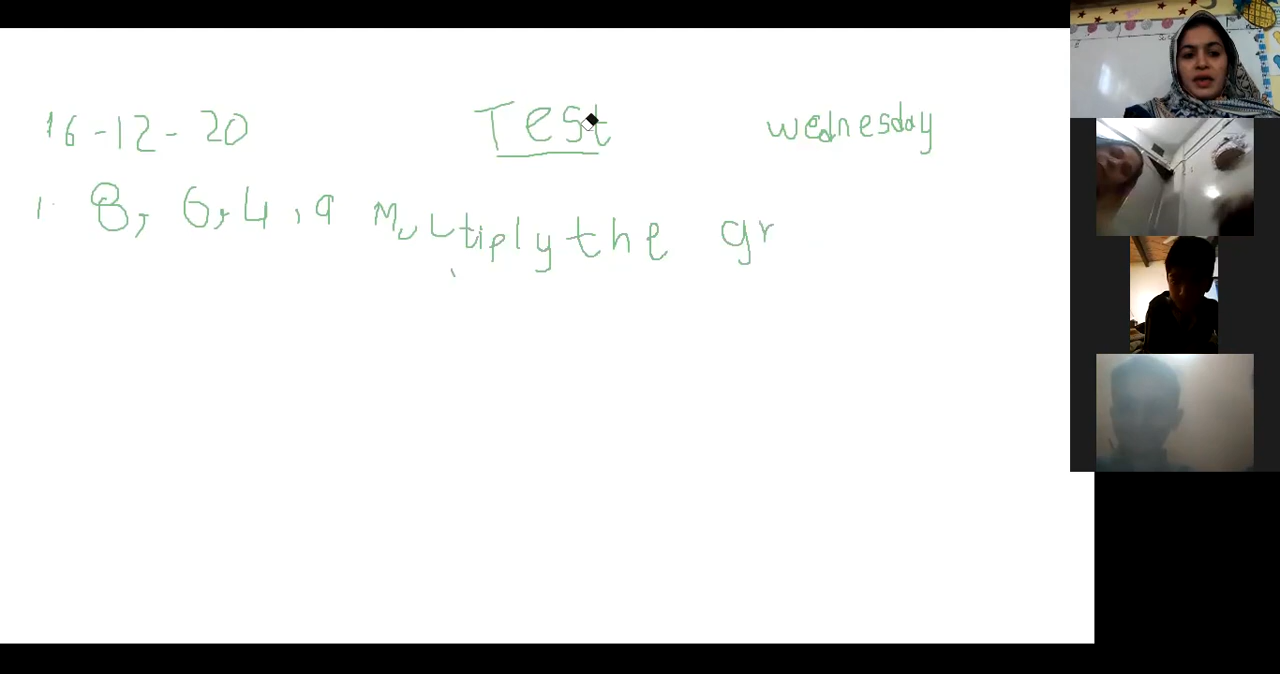 16-12-20 Test Wednesday
1. 8, 6, 4, 9 Multiply the gr